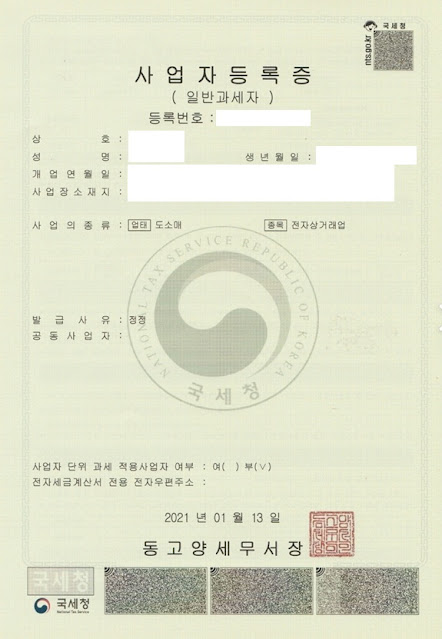 국세청
nts.go.kr
사업자등록증
( 일반과세자 )
등록번호 :
상 호 :
성 명 : 생년월일 :
개업연월일 :
사업장소재지 :
사업의종류 : 업태 도소매 종목 전자상거래업
NATIONAL TAX SERVICE REPUBLIC OF KOREA
국세청
발급사유 : 정정
공동사업자 :
사업자 단위 과세 적용사업자 여부 : 여( ) 부(∨)
전자세금계산서 전용 전자우편주소 :
2021 년 01 월 13 일
동고양세무서장
국세청
국세청
National Tax Service